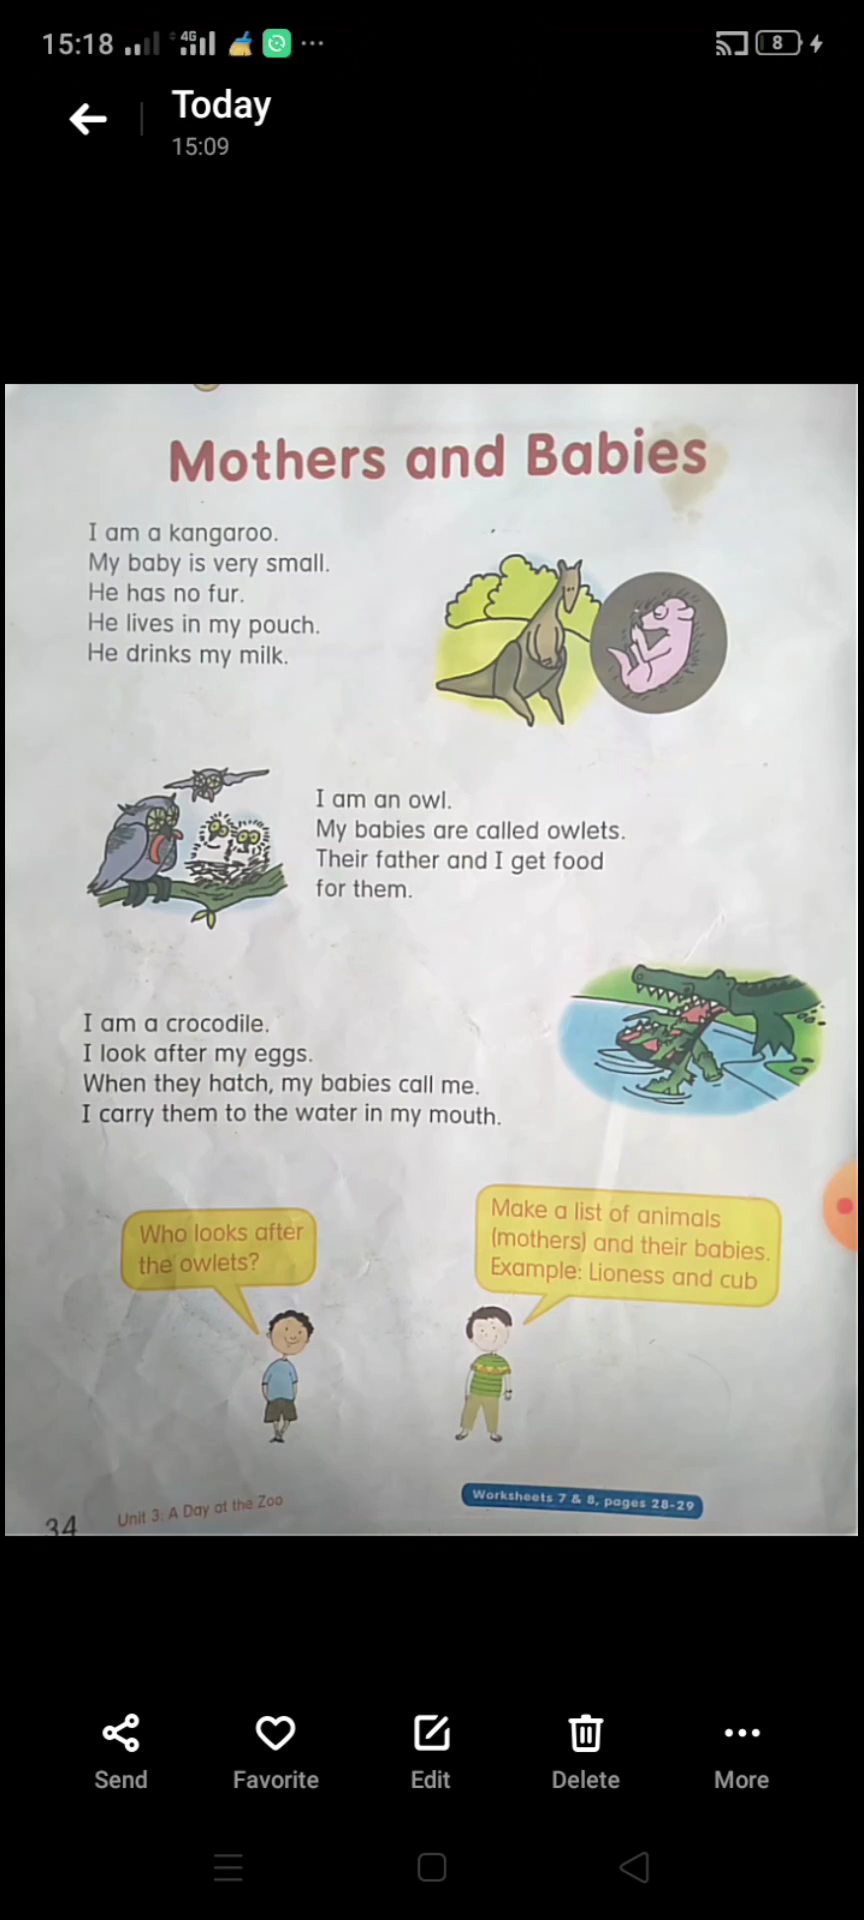 15:18
4G
8
Today
15:09
Mothers and Babies
I am a kangaroo.
My baby is very small.
He has no fur.
He lives in my pouch.
He drinks my milk.
I am an owl.
My babies are called owlets.
Their father and I get food
for them.
I am a crocodile.
I look after my eggs.
When they hatch, my babies call me.
I carry them to the water in my mouth.
Who looks after
the owlets?
Make a list of animals
(mothers) and their babies.
Example: Lioness and cub
34
Unit 3: A Day at the Zoo
Worksheets 7 & 8, pages 28-29
Send
Favorite
Edit
Delete
More